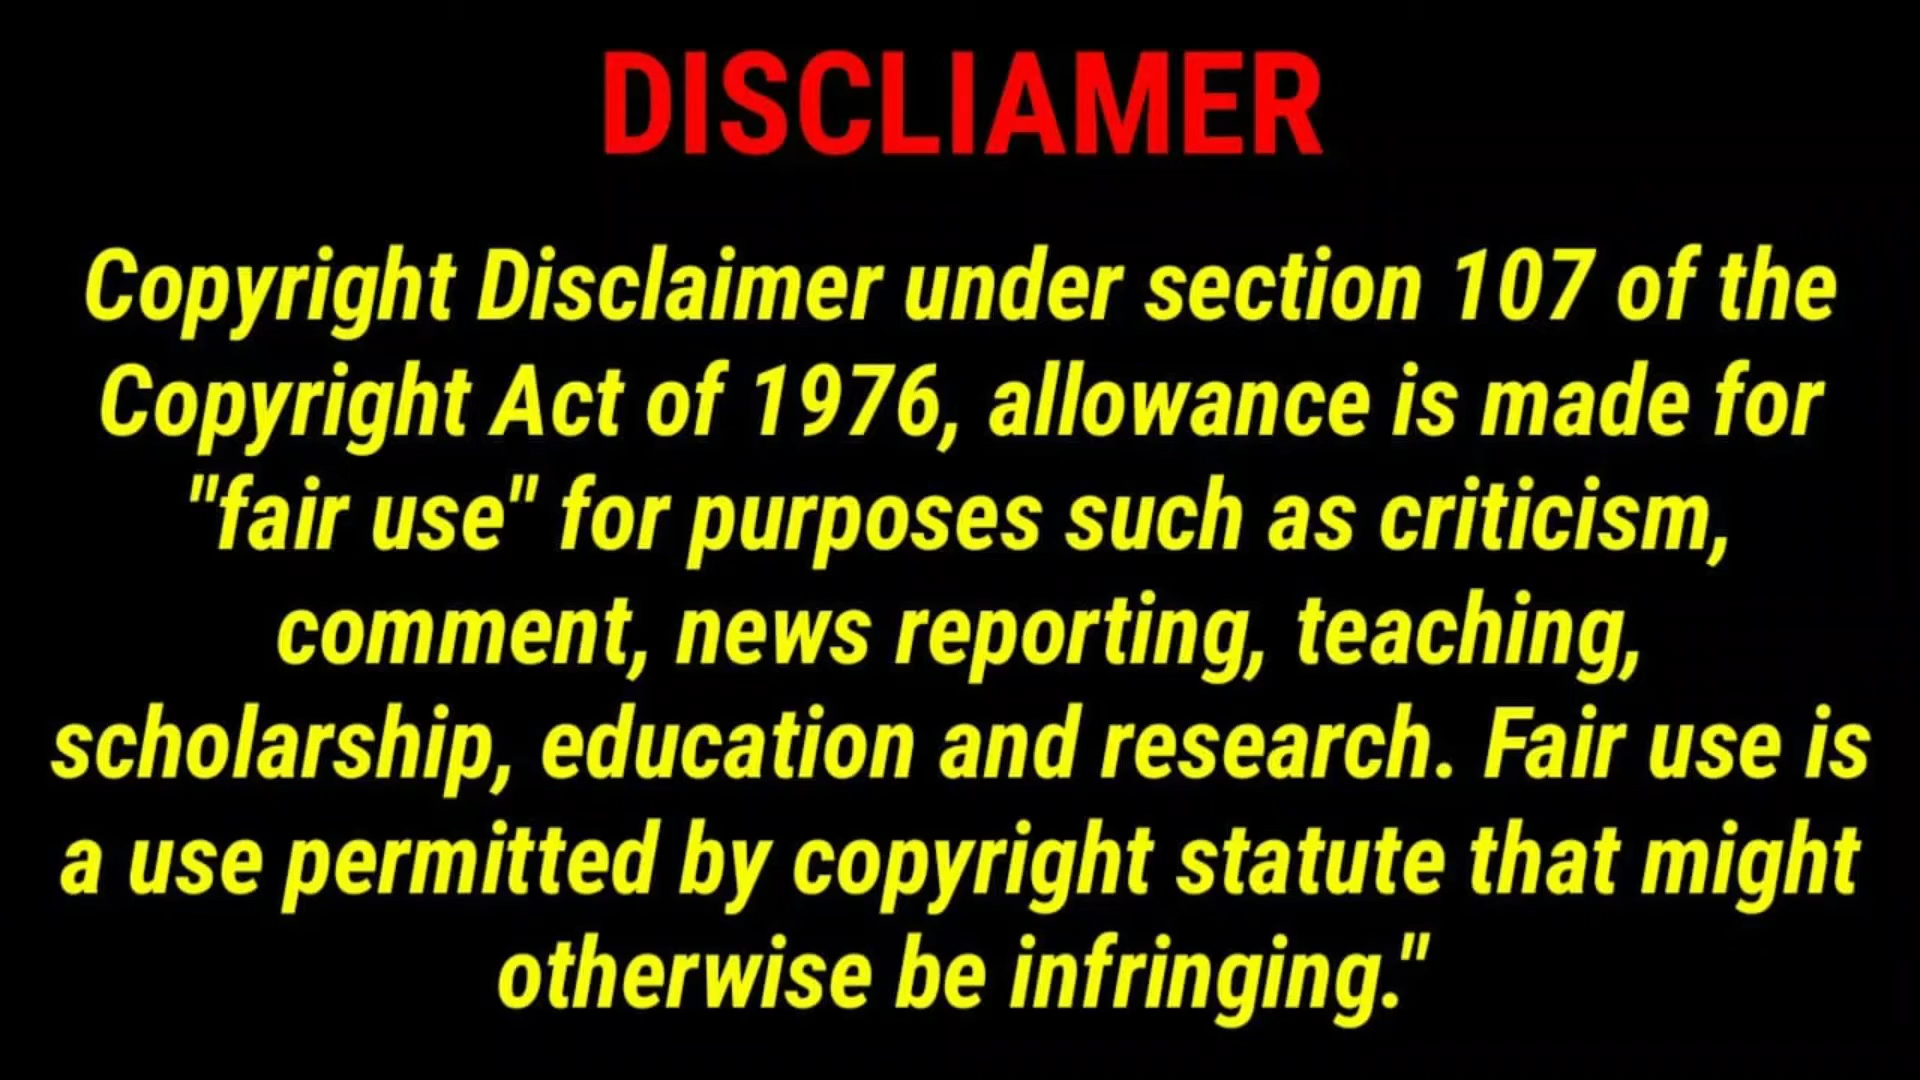 DISCLIAMER
Copyright Disclaimer under section 107 of the
Copyright Act of 1976, allowance is made for
"fair use" for purposes such as criticism,
comment, news reporting, teaching,
scholarship, education and research. Fair use is
a use permitted by copyright statute that might
otherwise be infringing."